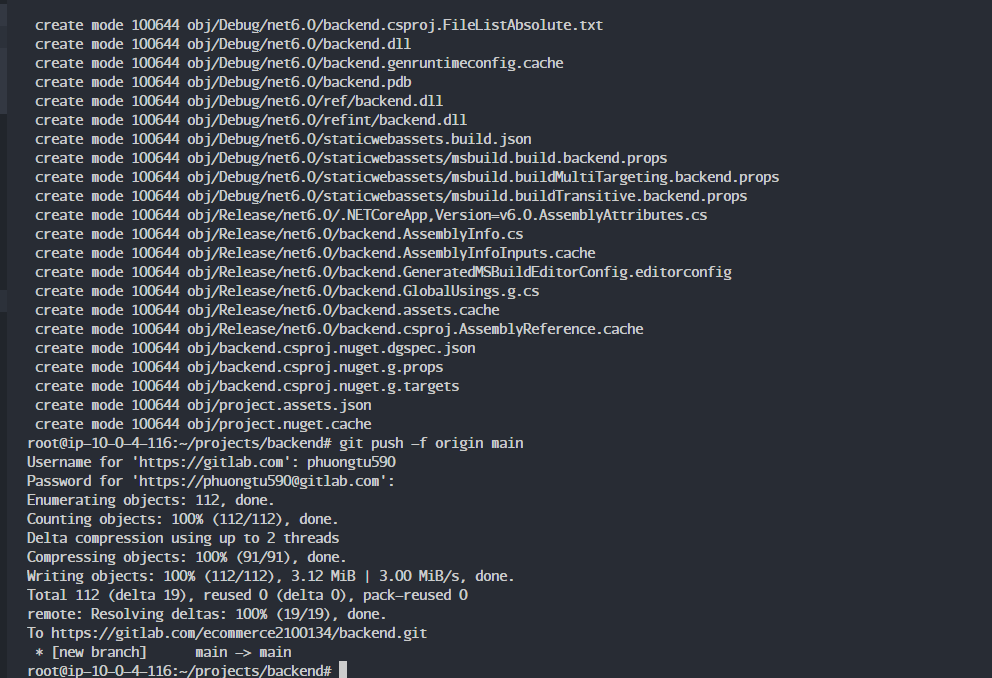 create mode 100644 obj/Debug/net6.0/backend.csproj.FileListAbsolute.txt
create mode 100644 obj/Debug/net6.0/backend.dll
create mode 100644 obj/Debug/net6.0/backend.genruntimeconfig.cache
create mode 100644 obj/Debug/net6.0/backend.pdb
create mode 100644 obj/Debug/net6.0/ref/backend.dll
create mode 100644 obj/Debug/net6.0/refint/backend.dll
create mode 100644 obj/Debug/net6.0/staticwebassets.build.json
create mode 100644 obj/Debug/net6.0/staticwebassets/msbuild.build.backend.props
create mode 100644 obj/Debug/net6.0/staticwebassets/msbuild.buildMultiTargeting.backend.props
create mode 100644 obj/Debug/net6.0/staticwebassets/msbuild.buildTransitive.backend.props
create mode 100644 obj/Release/net6.0/.NETCoreApp,Version=v6.0.AssemblyAttributes.cs
create mode 100644 obj/Release/net6.0/backend.AssemblyInfo.cs
create mode 100644 obj/Release/net6.0/backend.AssemblyInfoInputs.cache
create mode 100644 obj/Release/net6.0/backend.GeneratedMSBuildEditorConfig.editorconfig
create mode 100644 obj/Release/net6.0/backend.GlobalUsings.g.cs
create mode 100644 obj/Release/net6.0/backend.assets.cache
create mode 100644 obj/Release/net6.0/backend.csproj.AssemblyReference.cache
create mode 100644 obj/backend.csproj.nuget.dgspec.json
create mode 100644 obj/backend.csproj.nuget.g.props
create mode 100644 obj/backend.csproj.nuget.g.targets
create mode 100644 obj/project.assets.json
create mode 100644 obj/project.nuget.cache
root@ip-10-0-4-116:~/projects/backend# git push -f origin main
Username for 'https://gitlab.com': phuongtu590
Password for 'https://phuongtu590@gitlab.com':
Enumerating objects: 112, done.
Counting objects: 100% (112/112), done.
Delta compression using up to 2 threads
Compressing objects: 100% (91/91), done.
Writing objects: 100% (112/112), 3.12 MiB | 3.00 MiB/s, done.
Total 112 (delta 19), reused 0 (delta 0), pack-reused 0
remote: Resolving deltas: 100% (19/19), done.
To https://gitlab.com/ecommerce2100134/backend.git
* [new branch]      main -> main
root@ip-10-0-4-116:~/projects/backend#